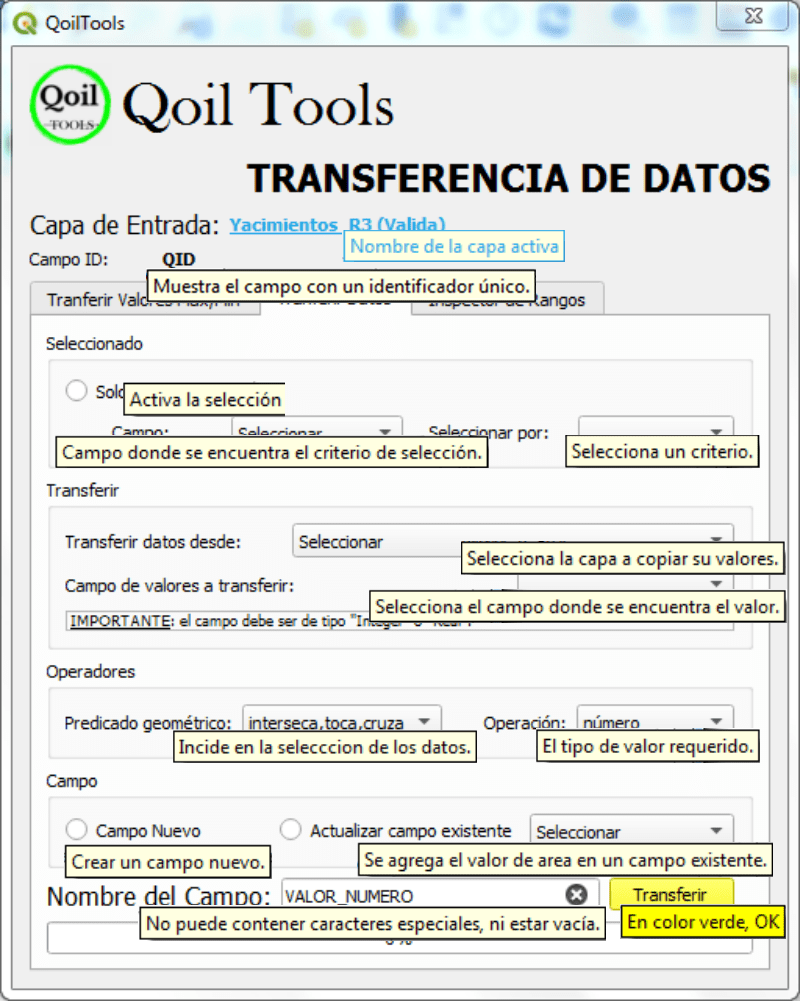 QoilTools
Qoil
TOOLS
Qoil Tools
TRANSFERENCIA DE DATOS
Capa de Entrada: Yacimientos_R3 (Valida)
Nombre de la capa activa
Campo ID: QID
Muestra el campo con un identificador único.
Tranferir Valores Max/Min Datos Inspector de Rangos
Seleccionado
Solo
Activa la selección
Campo: Seleccionar Seleccionar por:
Campo donde se encuentra el criterio de selección. Selecciona un criterio.
Transferir
Transferir datos desde: Seleccionar
Selecciona la capa a copiar su valores.
Campo de valores a transferir:
Selecciona el campo donde se encuentra el valor.
IMPORTANTE: el campo debe ser de tipo "Integer" o "Real".
Operadores
Predicado geométrico: interseca,toca,cruza Operación: número
Incide en la selecccion de los datos. El tipo de valor requerido.
Campo
Campo Nuevo Actualizar campo existente Seleccionar
Crear un campo nuevo. Se agrega el valor de area en un campo existente.
Nombre del Campo: VALOR_NUMERO Transferir
No puede contener caracteres especiales, ni estar vacía. En color verde, OK
0%